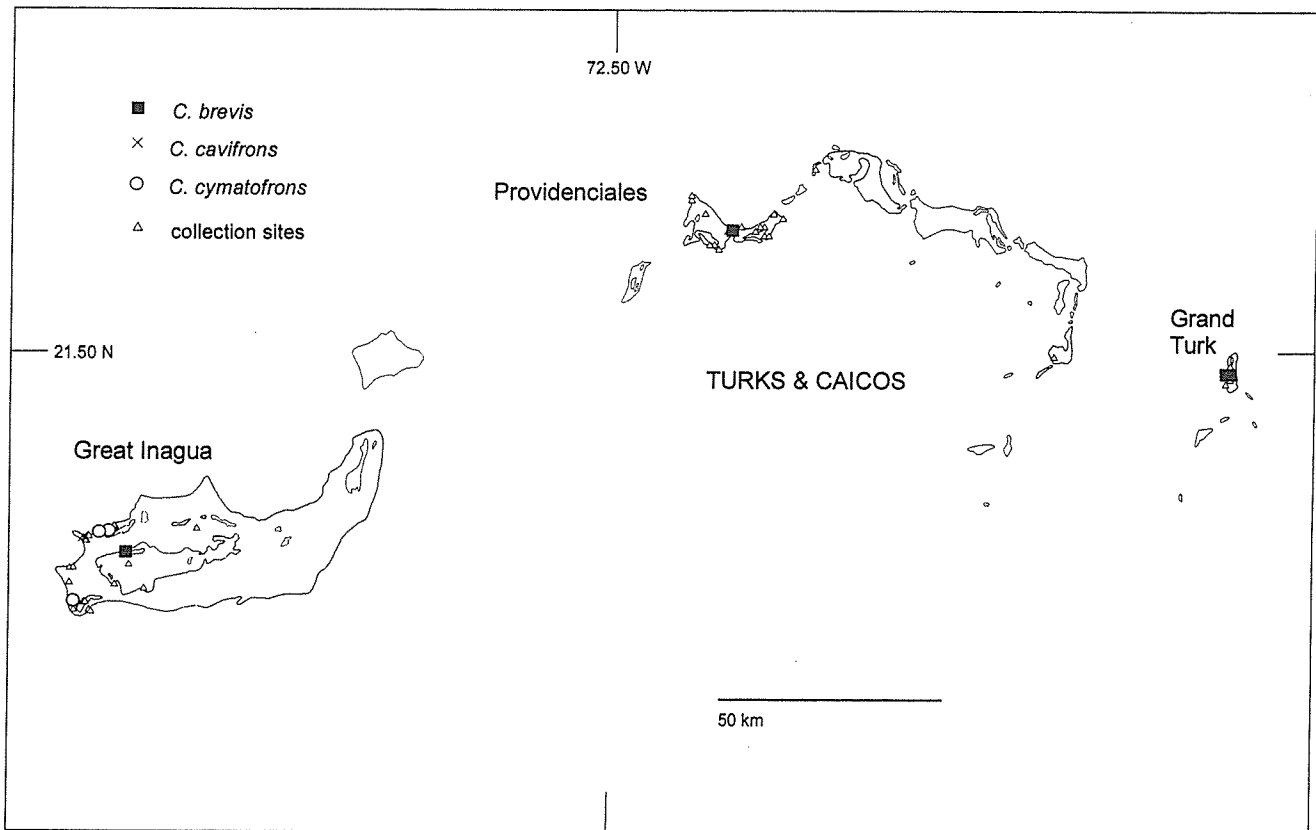 72.50 W
C. brevis
C. cavifrons
C. cymatofrons
collection sites
Providenciales
21.50 N
Grand
Turk
TURKS & CAICOS
Great Inagua
50 km